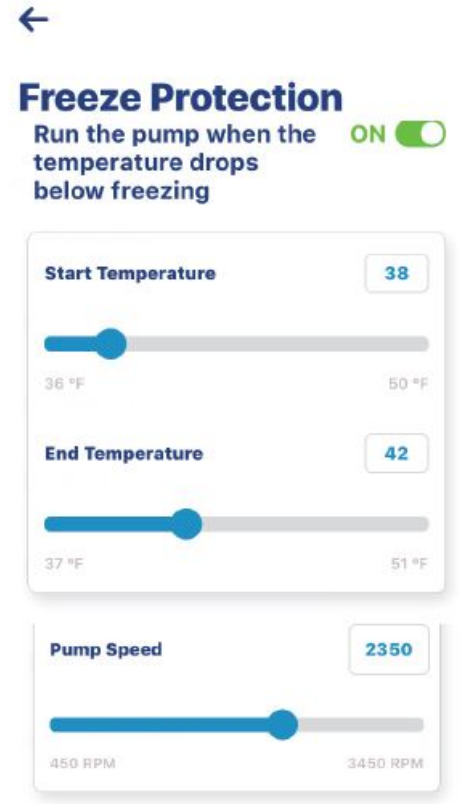 Freeze Protection
Run the pump when the ON
temperature drops
below freezing
Start Temperature 38
36 °F 50 °F
End Temperature 42
37 °F 51 °F
Pump Speed 2350
450 RPM 3450 RPM